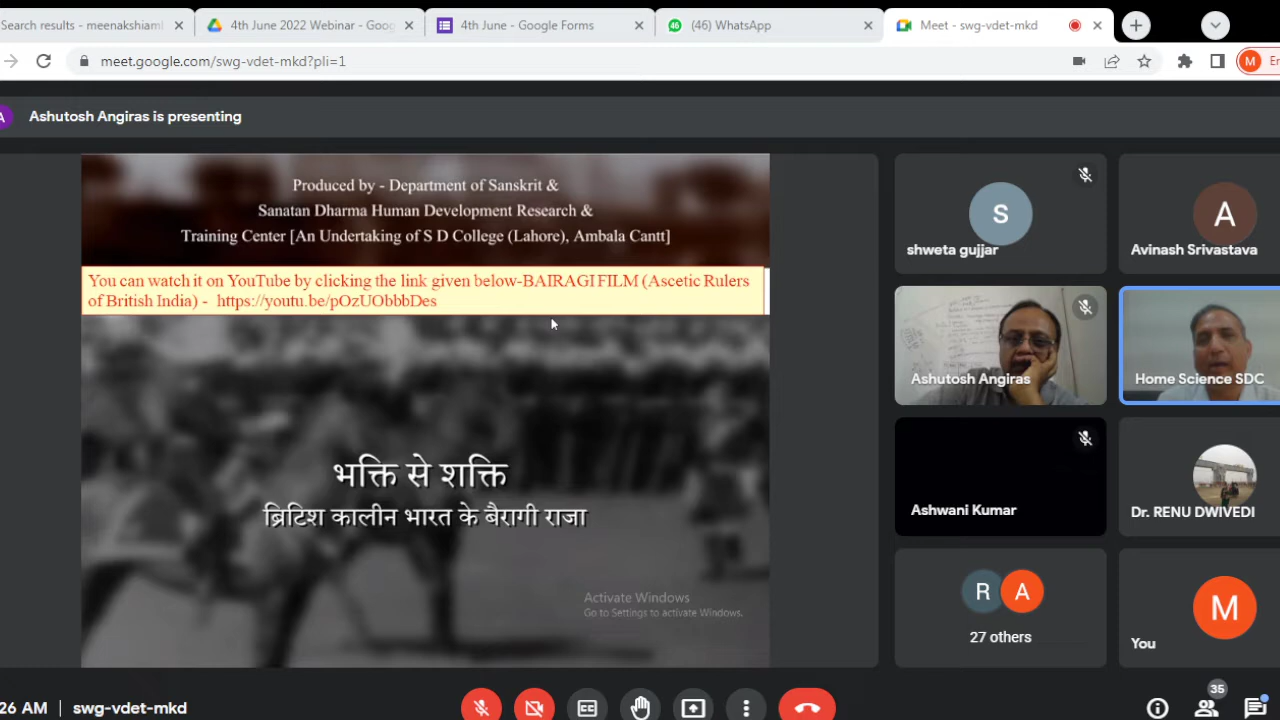 Search results - meenakshiaml
4th June 2022 Webinar - Goog
4th June - Google Forms
(46) WhatsApp
Meet - swg-vdet-mkd
meet.google.com/swg-vdet-mkd?pli=1
M
A
Ashutosh Angiras is presenting
Produced by - Department of Sanskrit &
Sanatan Dharma Human Development Research &
Training Center [An Undertaking of S D College (Lahore), Ambala Cantt]
You can watch it on YouTube by clicking the link given below-BAIRAGI FILM (Ascetic Rulers
of British India) - https://youtu.be/pOzUObbbDes
भक्ति से शक्ति
ब्रिटिश कालीन भारत के बैरागी राजा
Activate Windows
Go to Settings to activate Windows.
S
shweta gujjar
A
Avinash Srivastava
Ashutosh Angiras
Home Science SDC
Ashwani Kumar
Dr. RENU DWIVEDI
R A
27 others
M
You
26 AM | swg-vdet-mkd
35